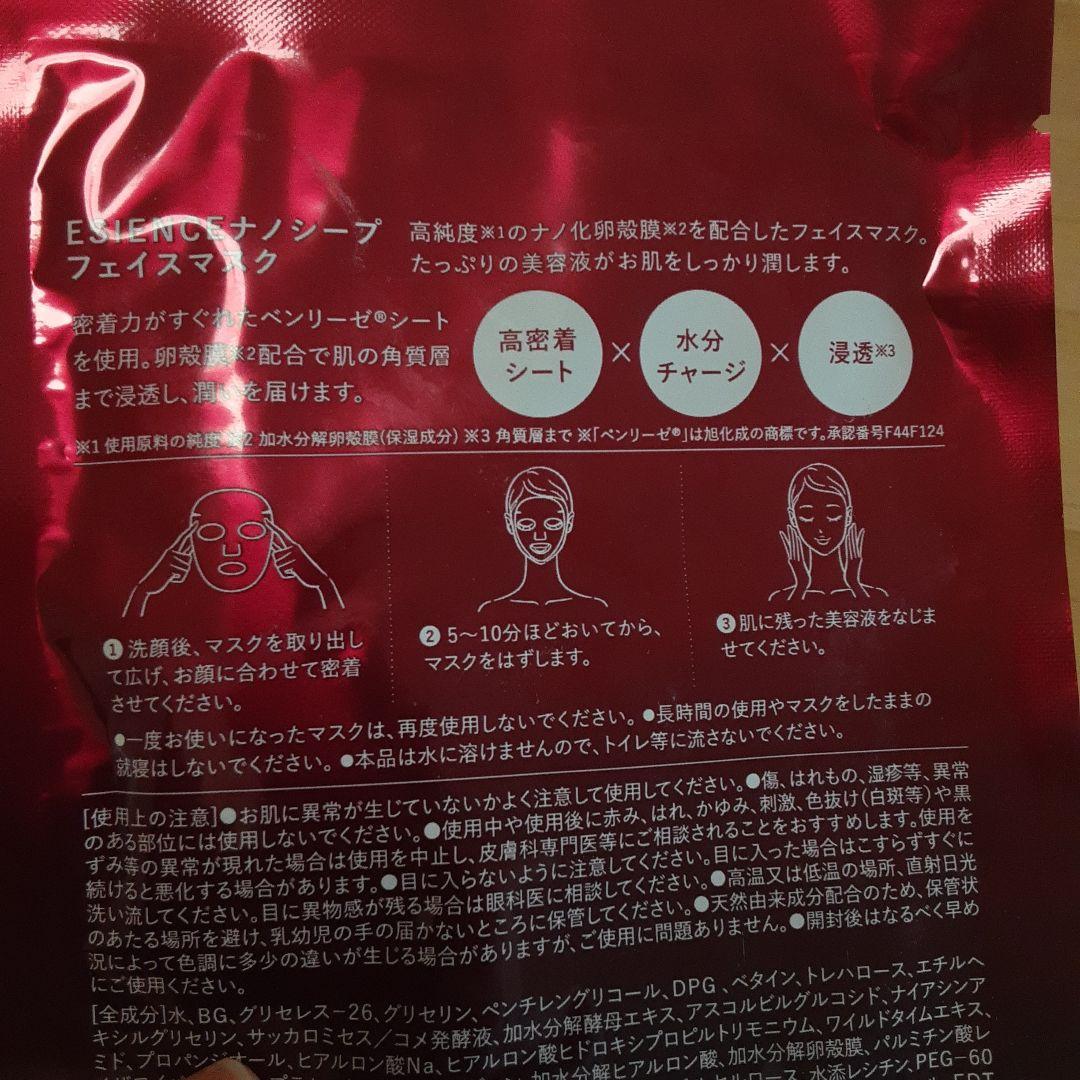 ESIENCEナノシープ
フェイスマスク
高純度※1のナノ化卵殻膜※2を配合したフェイスマスク。
たっぷりの美容液がお肌をしっかり潤します。
密着力がすぐれたベンリーゼ®シート
を使用。卵殻膜※2配合で肌の角質層
まで浸透し、潤いを届けます。
高密着
シート
×
水分
チャージ
×
浸透※3
※1 使用原料の純度 ※2 加水分解卵殻膜(保湿成分) ※3 角質層まで ※「ベンリーゼ®」は旭化成の商標です。承認番号F44F124
1 洗顔後、マスクを取り出し
て広げ、お顔に合わせて密着
させてください。
2 5〜10分ほどおいてから、
マスクをはずします。
3 肌に残った美容液をなじま
せてください。
●一度お使いになったマスクは、再度使用しないでください。●長時間の使用やマスクをしたままの
就寝はしないでください。●本品は水に溶けませんので、トイレ等に流さないでください。
[使用上の注意]●お肌に異常が生じていないかよく注意して使用してください。●傷、はれもの、湿疹等、異常
のある部位には使用しないでください。●使用中や使用後に赤み、はれ、かゆみ、刺激、色抜け(白斑等)や黒
ずみ等の異常が現れた場合は使用を中止し、皮膚科専門医等にご相談されることをおすすめします。使用を
続けると悪化する場合があります。●目に入らないように注意してください。目に入った場合はこすらずすぐに
洗い流してください。目に異物感が残る場合は眼科医に相談してください。●高温又は低温の場所、直射日光
のあたる場所を避け、乳幼児の手の届かないところに保管してください。●天然由来成分配合のため、保管状
況によって色調に多少の違いが生じる場合がありますが、ご使用に問題ありません。●開封後はなるべく早め
にご使用ください。
[全成分]水、BG、グリセレス-26、グリセリン、ペンチレングリコール、DPG、ベタイン、トレハロース、エチルヘ
キシルグリセリン、サッカロミセス/コメ発酵液、加水分解酵母エキス、アスコルビルグルコシド、ナイアシンア
ミド、プロパンジオール、ヒアルロン酸Na、ヒアルロン酸ヒドロキシプロピルトリモニウム、ワイルドタイムエキス、
加水分解ヒアルロン酸、加水分解卵殻膜、パルミチン酸レ
セルロース、水添レシチン、PEG-60